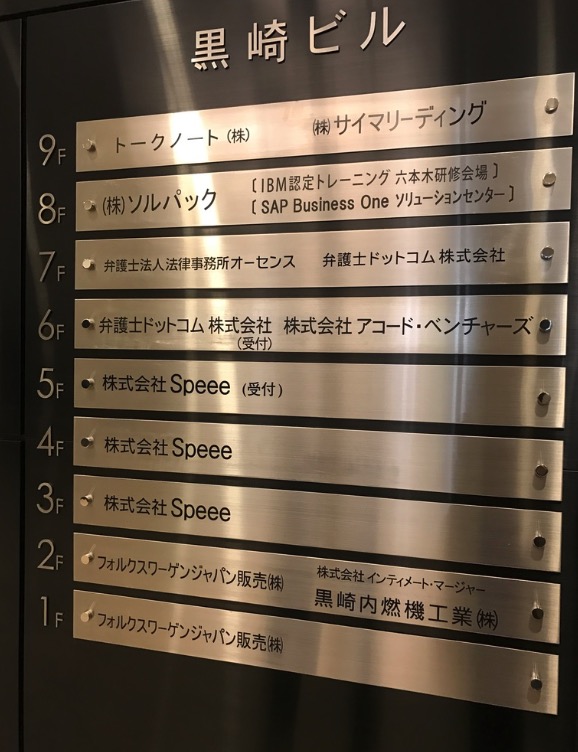 黒崎ビル
9F トークノート（株） ㈱サイマリーディング
8F （株）ソルパック 〔IBM認定トレーニング 六本木研修会場〕
〔SAP Business One ソリューションセンター〕
7F 弁護士法人法律事務所オーセンス 弁護士ドットコム 株式会社
6F 弁護士ドットコム 株式会社 株式会社 アコード・ベンチャーズ
（受付）
5F 株式会社 Speee （受付）
4F 株式会社 Speee
3F 株式会社 Speee
2F フォルクスワーゲンジャパン販売㈱ 株式会社 インティメート・マージャー
黒崎内燃機工業㈱
1F フォルクスワーゲンジャパン販売㈱